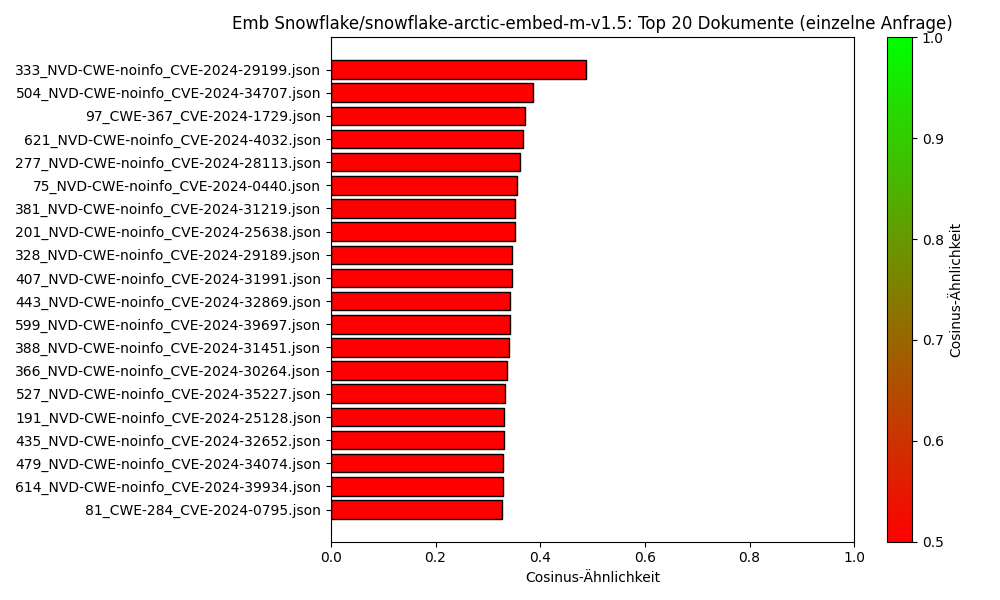 Emb Snowflake/snowflake-arctic-embed-m-v1.5: Top 20 Dokumente (einzelne Anfrage)
333_NVD-CWE-noinfo_CVE-2024-29199.json
504_NVD-CWE-noinfo_CVE-2024-34707.json
97_CWE-367_CVE-2024-1729.json
621_NVD-CWE-noinfo_CVE-2024-4032.json
277_NVD-CWE-noinfo_CVE-2024-28113.json
75_NVD-CWE-noinfo_CVE-2024-0440.json
381_NVD-CWE-noinfo_CVE-2024-31219.json
201_NVD-CWE-noinfo_CVE-2024-25638.json
328_NVD-CWE-noinfo_CVE-2024-29189.json
407_NVD-CWE-noinfo_CVE-2024-31991.json
443_NVD-CWE-noinfo_CVE-2024-32869.json
599_NVD-CWE-noinfo_CVE-2024-39697.json
388_NVD-CWE-noinfo_CVE-2024-31451.json
366_NVD-CWE-noinfo_CVE-2024-30264.json
527_NVD-CWE-noinfo_CVE-2024-35227.json
191_NVD-CWE-noinfo_CVE-2024-25128.json
435_NVD-CWE-noinfo_CVE-2024-32652.json
479_NVD-CWE-noinfo_CVE-2024-34074.json
614_NVD-CWE-noinfo_CVE-2024-39934.json
81_CWE-284_CVE-2024-0795.json
0.0 0.2 0.4 0.6 0.8 1.0
Cosinus-Ähnlichkeit
1.0
0.9
0.8
0.7
0.6
0.5
Cosinus-Ähnlichkeit